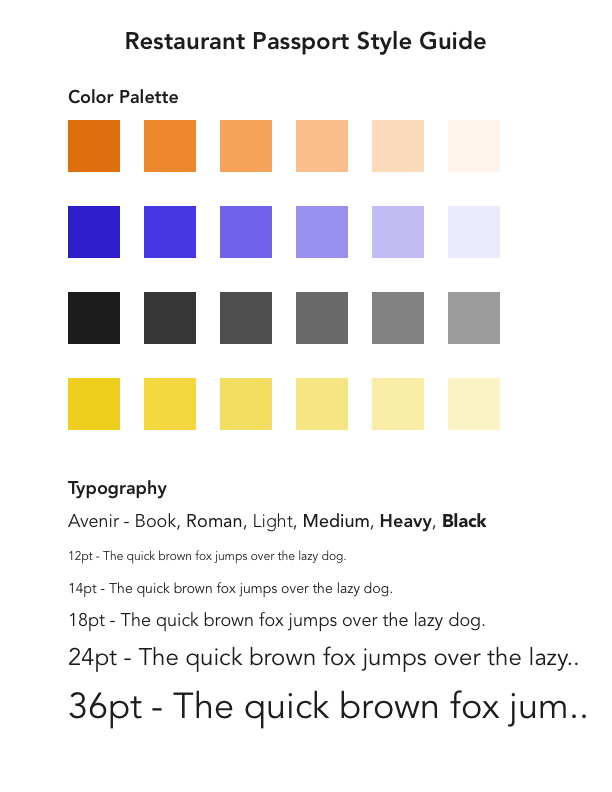 Restaurant Passport Style Guide
Color Palette
Typography
Avenir - Book, Roman, Light, Medium, Heavy, Black
12pt - The quick brown fox jumps over the lazy dog.
14pt - The quick brown fox jumps over the lazy dog.
18pt - The quick brown fox jumps over the lazy dog.
24pt - The quick brown fox jumps over the lazy..
36pt - The quick brown fox jum..